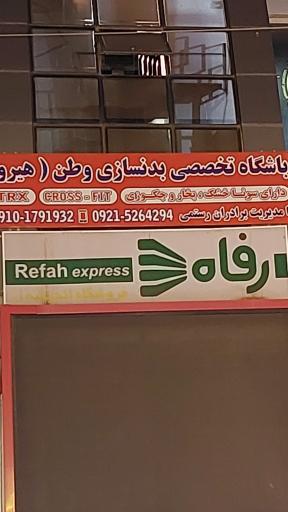 باشگاه تخصصی بدنسازی وطن ( هیرو
دارای سونا خشک ، بخار و جکوزی CROSS - FIT TRX
مدیریت برادران رستمی 0921-5264294 910-1791932
رفاه Refah express
فروشگاه